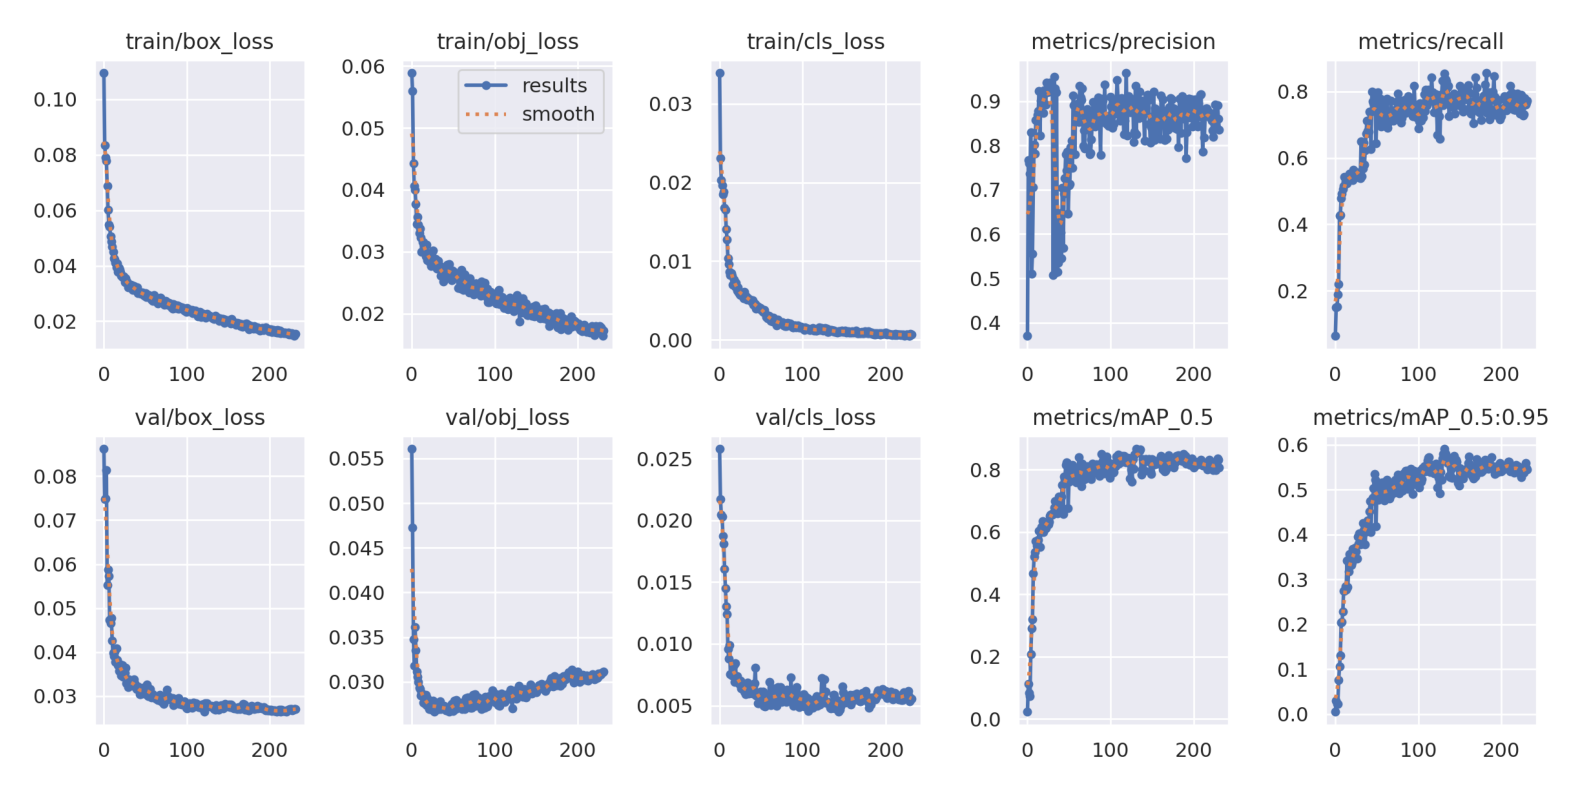 train/box_loss
train/obj_loss
train/cls_loss
metrics/precision
metrics/recall
0.10
0.08
0.06
0.04
0.02
0 100 200
0.06
0.05
0.04
0.03
0.02
results
smooth
0 100 200
0.03
0.02
0.01
0.00
0 100 200
0.9
0.8
0.7
0.6
0.5
0.4
0 100 200
0.8
0.6
0.4
0.2
0 100 200
val/box_loss
val/obj_loss
val/cls_loss
metrics/mAP_0.5
metrics/mAP_0.5:0.95
0.08
0.07
0.06
0.05
0.04
0.03
0 100 200
0.055
0.050
0.045
0.040
0.035
0.030
0 100 200
0.025
0.020
0.015
0.010
0.005
0 100 200
0.8
0.6
0.4
0.2
0.0
0 100 200
0.6
0.5
0.4
0.3
0.2
0.1
0.0
0 100 200